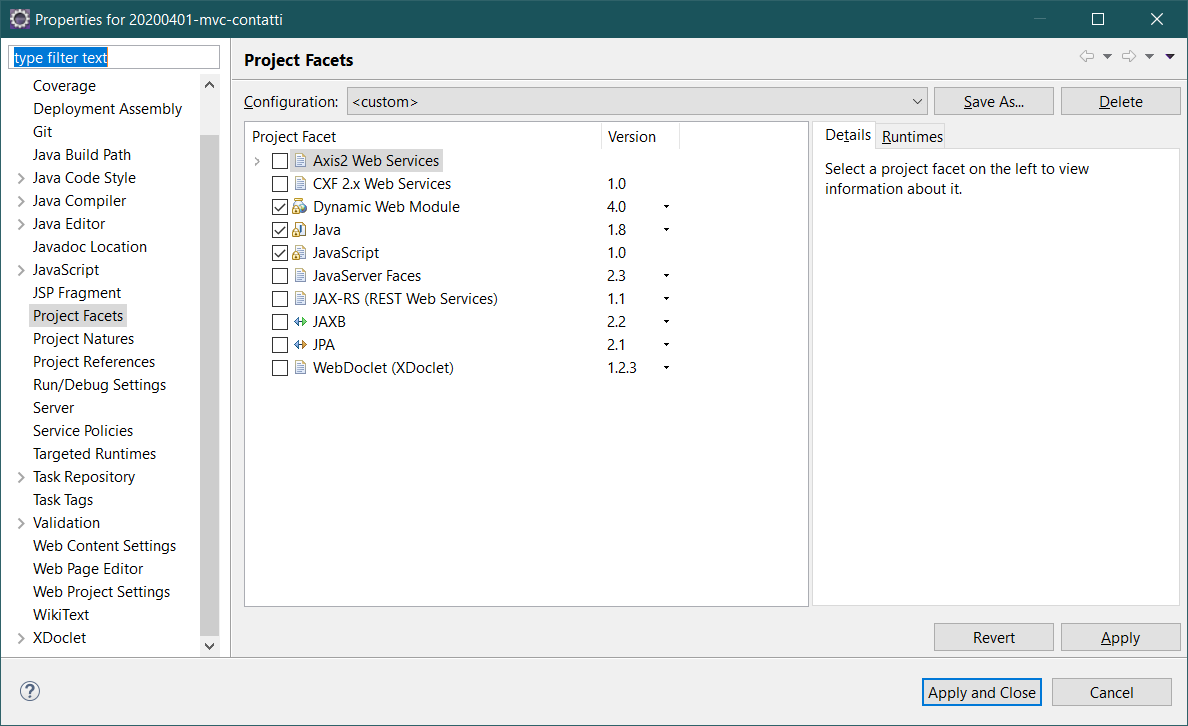 Properties for 20200401-mvc-contatti
type filter text
Coverage
Deployment Assembly
Git
Java Build Path
Java Code Style
Java Compiler
Java Editor
Javadoc Location
JavaScript
JSP Fragment
Project Facets
Project Natures
Project References
Run/Debug Settings
Server
Service Policies
Targeted Runtimes
Task Repository
Task Tags
Validation
Web Content Settings
Web Page Editor
Web Project Settings
WikiText
XDoclet
Project Facets
Configuration: <custom> Save As... Delete
Project Facet Version
Axis2 Web Services
CXF 2.x Web Services 1.0
Dynamic Web Module 4.0
Java 1.8
JavaScript 1.0
JavaServer Faces 2.3
JAX-RS (REST Web Services) 1.1
JAXB 2.2
JPA 2.1
WebDoclet (XDoclet) 1.2.3
Details Runtimes
Select a project facet on the left to view
information about it.
Revert Apply
? Apply and Close Cancel